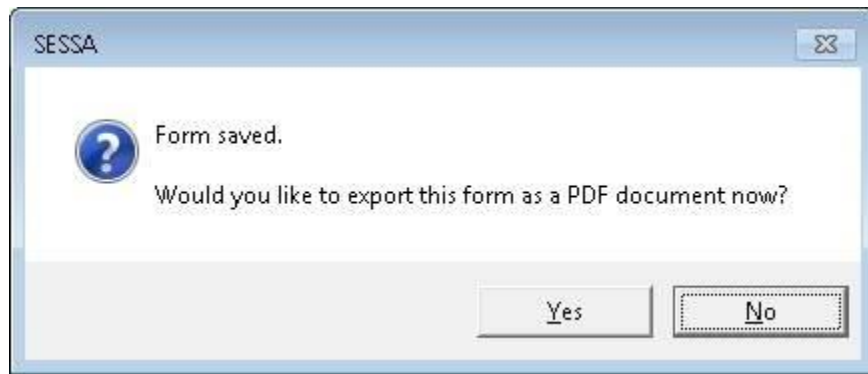 SESSA
Form saved.
Would you like to export this form as a PDF document now?
Yes No